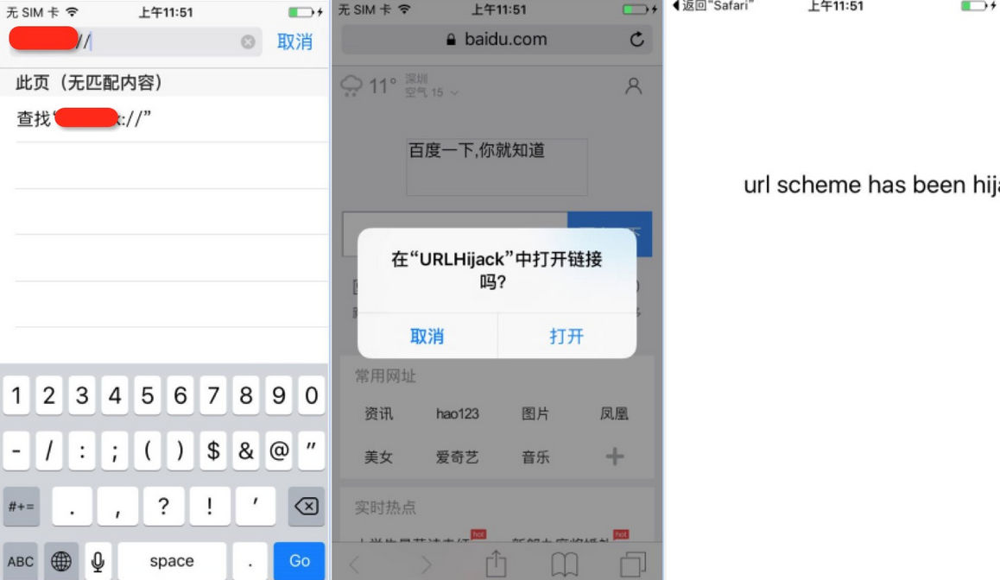 无 SIM 卡
上午11:51
//
取消
此页（无匹配内容）
查找“ k://”
1 2 3 4 5 6 7 8 9 0
- / : ; ( ) $ & @ ”
#+= . , ? ! ’
ABC space . Go
无 SIM 卡
上午11:51
baidu.com
11°
深圳
空气 15
百度一下,你就知道
在“URLHijack”中打开链接
吗?
取消 打开
常用网址
资讯 hao123 图片 凤凰
美女 爱奇艺 音乐
实时热点
hot hot
返回“Safari”
上午11:51
url scheme has been hija